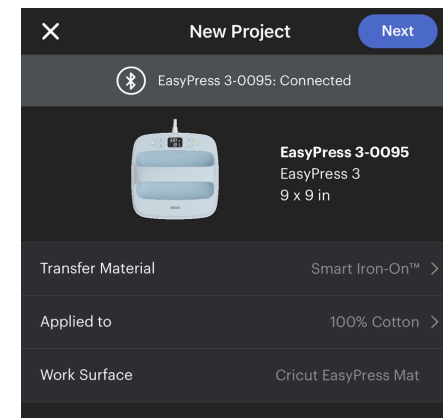 New Project
Next
EasyPress 3-0095: Connected
EasyPress 3-0095
EasyPress 3
9 x 9 in
Transfer Material
Smart Iron-On™
Applied to
100% Cotton
Work Surface
Cricut EasyPress Mat